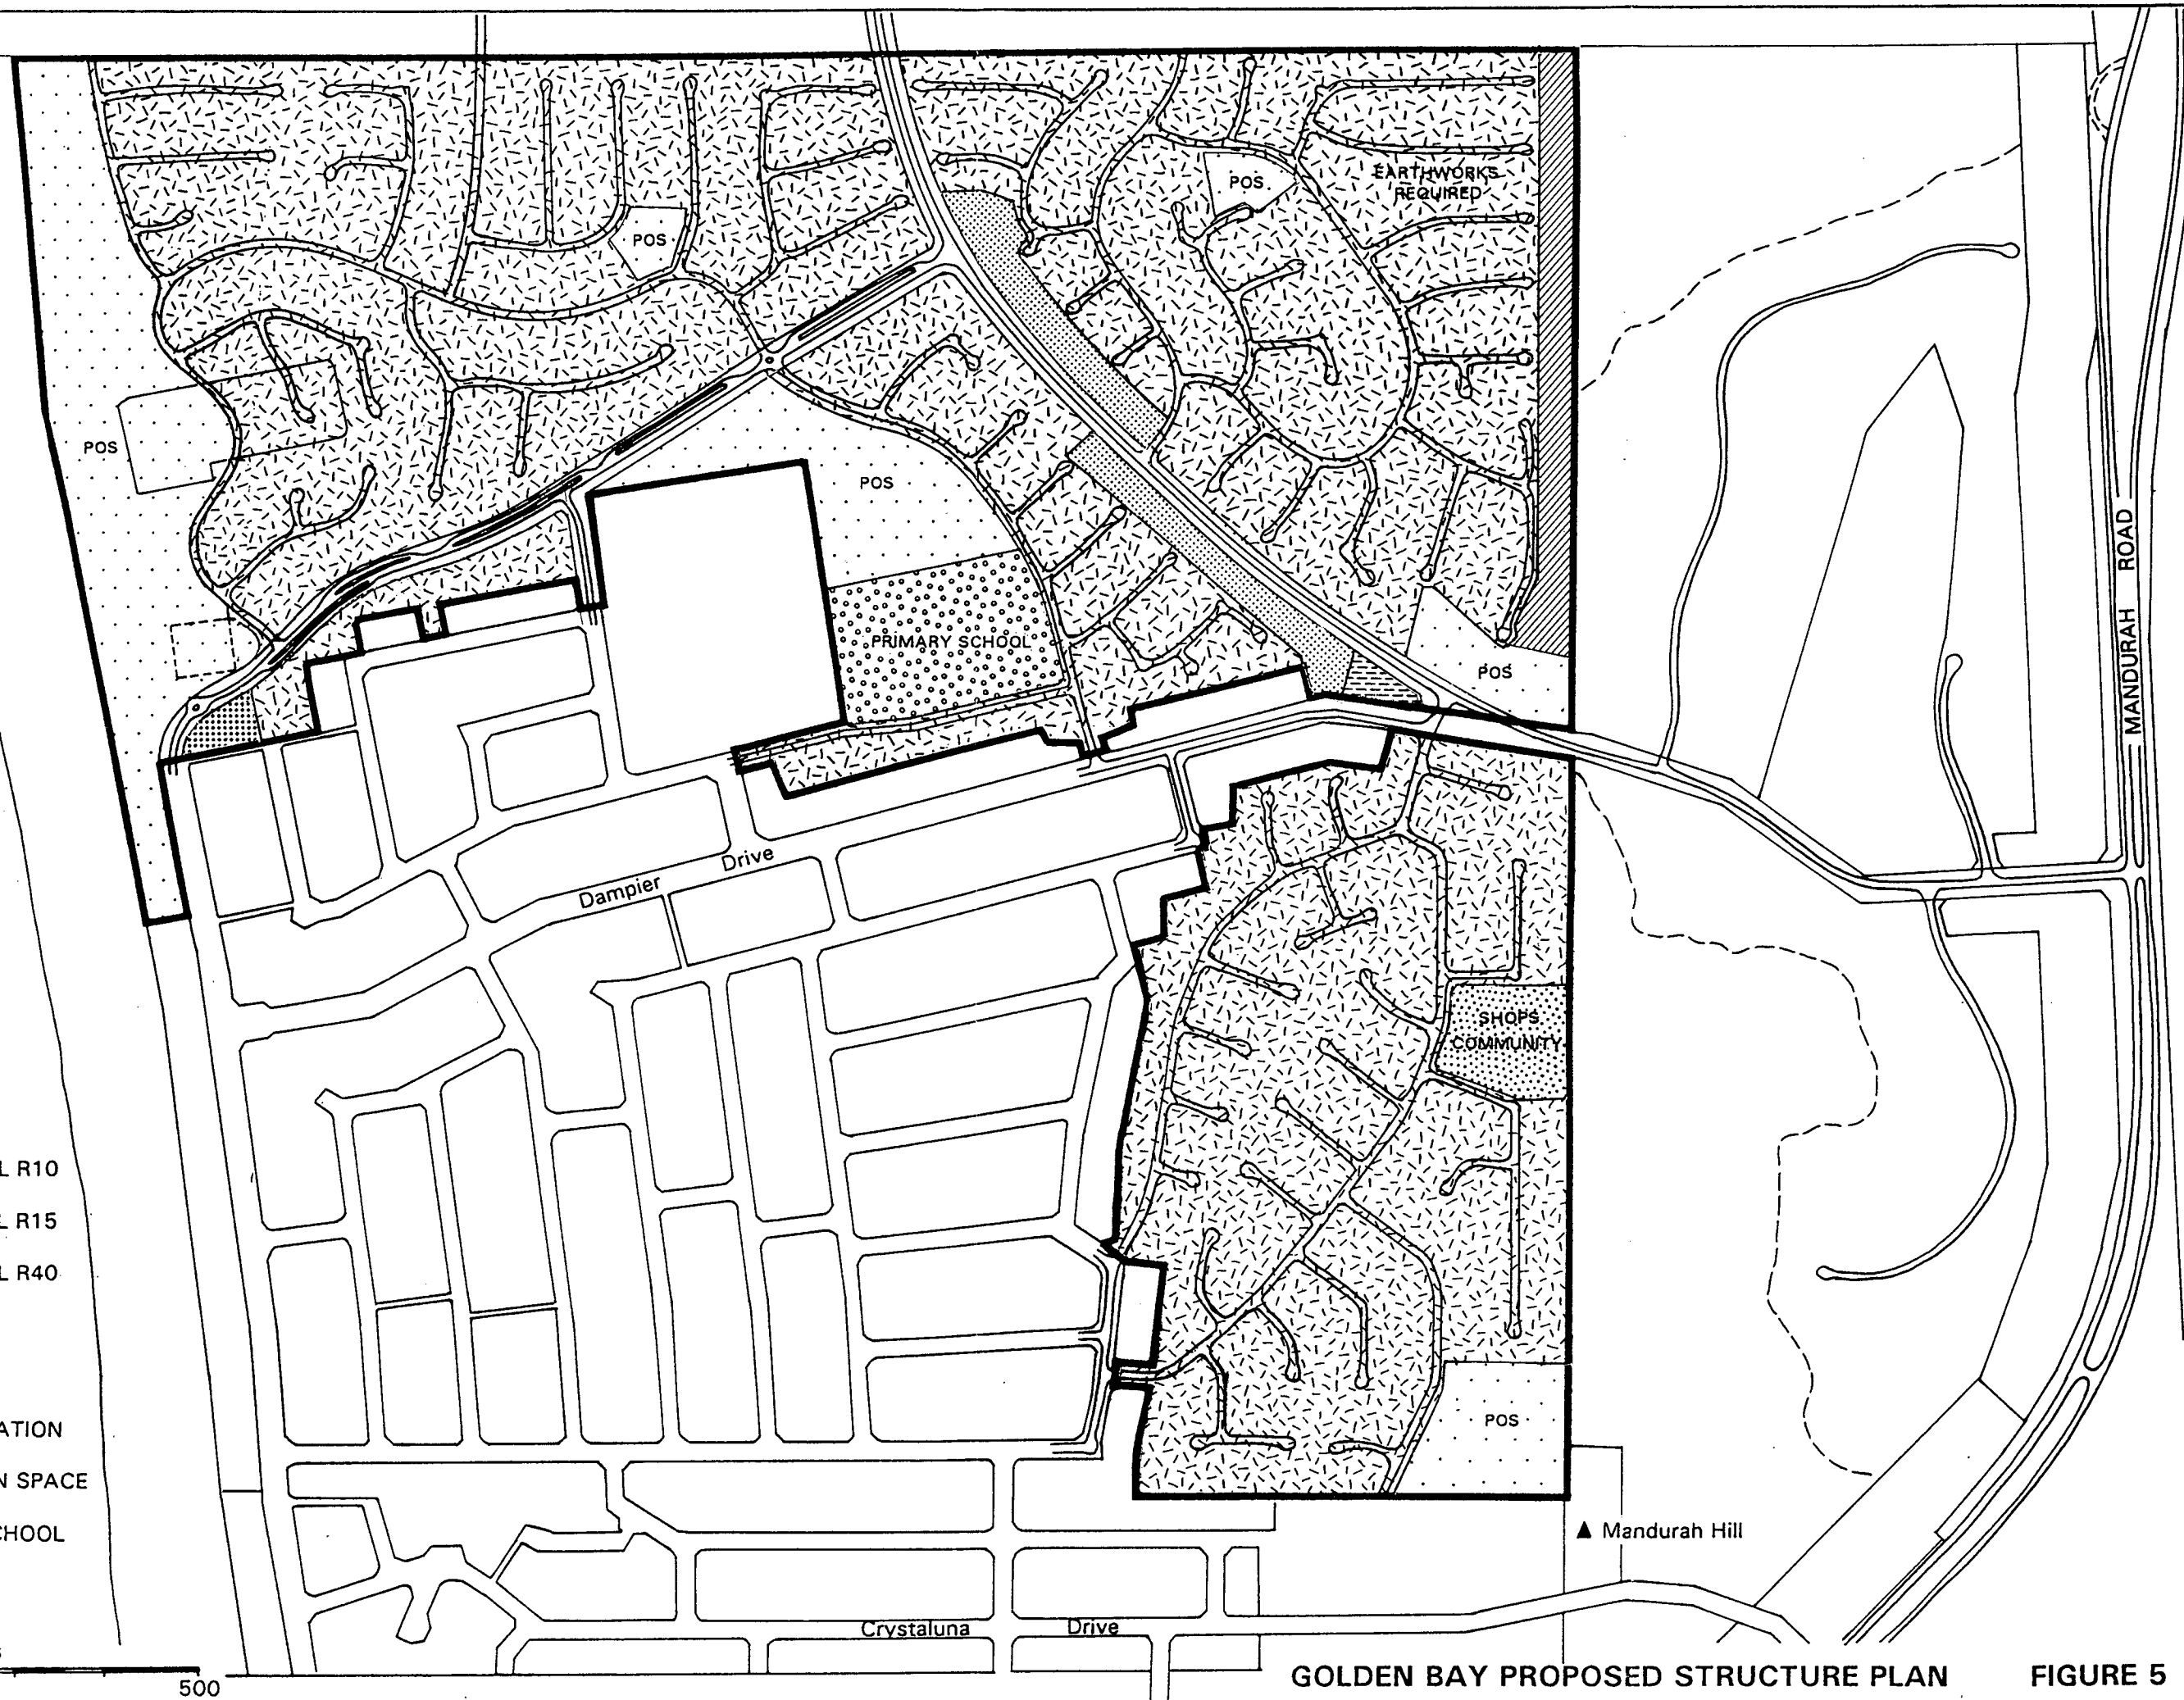 POS
EARTHWORKS
REQUIRED
POS
POS
POS
PRIMARY SCHOOL
POS
MANDURAH ROAD
Dampier Drive
SHOPS
COMMUNITY
L R10
L R15
L R40
ATION
N SPACE
CHOOL
POS
▲ Mandurah Hill
Crystaluna Drive
500
GOLDEN BAY PROPOSED STRUCTURE PLAN FIGURE 5